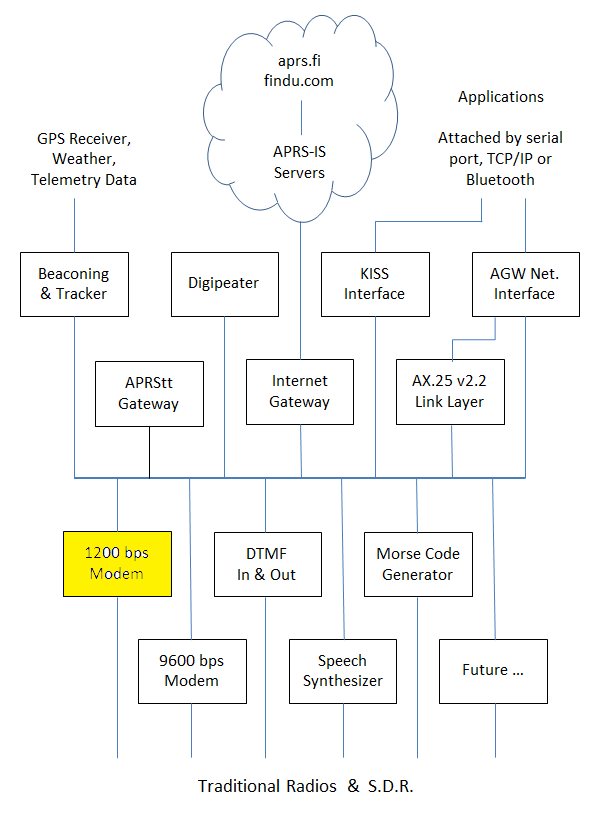 aprs.fi
findu.com
APRS-IS
Servers
Applications
Attached by serial
port, TCP/IP or
Bluetooth
GPS Receiver,
Weather,
Telemetry Data
Beaconing
& Tracker
Digipeater
KISS
Interface
AGW Net.
Interface
APRStt
Gateway
Internet
Gateway
AX.25 v2.2
Link Layer
1200 bps
Modem
DTMF
In & Out
Morse Code
Generator
9600 bps
Modem
Speech
Synthesizer
Future ...
Traditional Radios & S.D.R.